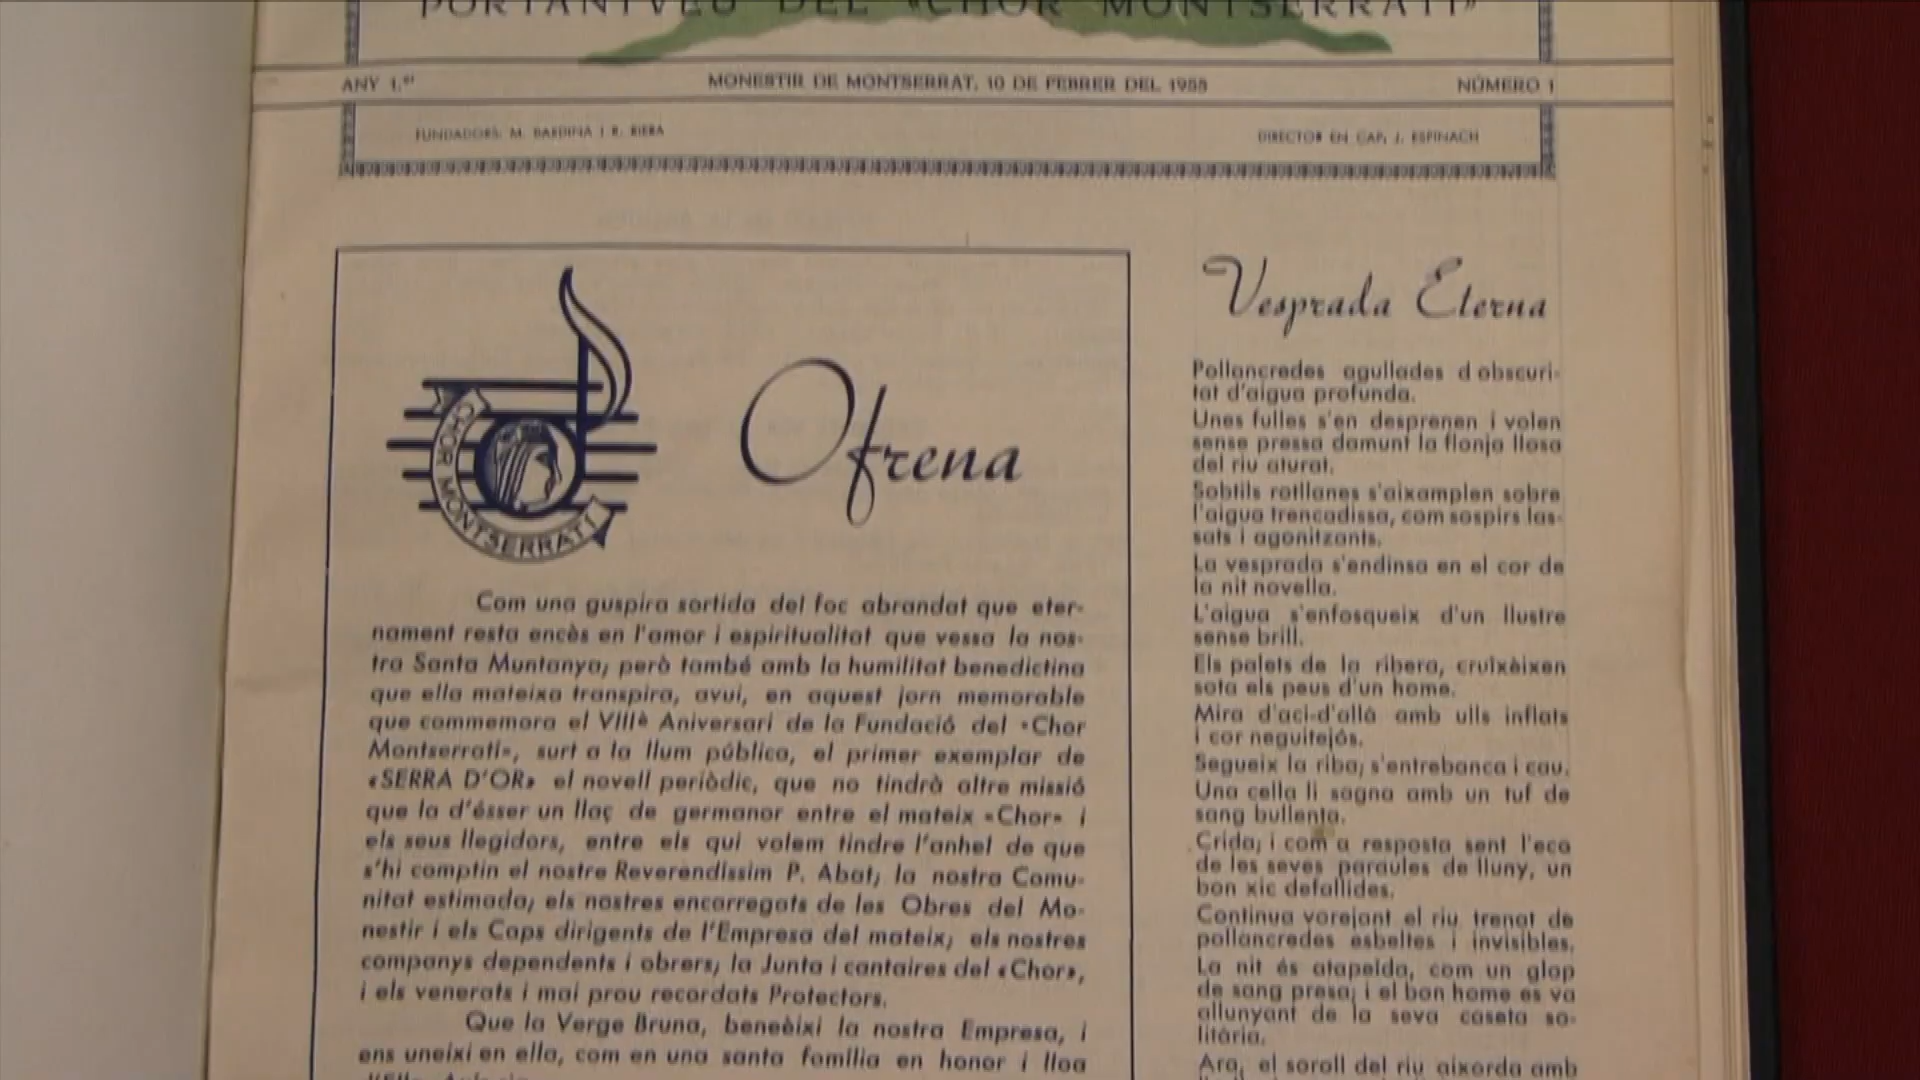 PORTANTVEU DEL «CHOR MONTSERRATÍ»
ANY 1.er
MONESTIR DE MONTSERRAT, 10 DE FEBRER DEL 1955
NÚMERO 1
FUNDADORS: M. BARDINA I R. RIERA
DIRECTOR EN CAP, J. ESPINACH
CHOR MONTSERRATÍ
Ofrena
Com una guspira sortida del foc abrandat que eter-
nament resta encès en l'amor i espiritualitat que vessa la nos-
tra Santa Muntanya; però també amb la humilitat benedictina
que ella mateixa transpira, avui, en aquest jorn memorable
que commemora el VIIIè Aniversari de la Fundació del «Chor
Montserratí», surt a la llum pública, el primer exemplar de
«SERRA D'OR» el novell periòdic, que no tindrà altre missió
que la d'ésser un llaç de germanor entre el mateix «Chor» i
els seus llegidors, entre els qui volem tindre l'anhel de que
s'hi comptin el nostre Reverendíssim P. Abat; la nostra Comu-
nitat estimada; els nostres encarregats de les Obres del Mo-
nestir i els Caps dirigents de l'Empresa del mateix; els nostres
companys dependents i obrers; la Junta i cantaires del «Chor»,
i els venerats i mai prou recordats Protectors.
Que la Verge Bruna, beneèixi la nostra Empresa, i
ens uneixi en ella, com en una santa família en honor i lloa
Vesprada Eterna
Pollancredes agullades d'obscuri-
tat d'aigua profunda.
Unes fulles s'en desprenen i volen
sense pressa damunt la flonja llosa
del riu aturat.
Sobtils rotllanes s'aixamplen sobre
l'aigua trencadissa, com sospirs las-
sats i agonitzants.
La vesprada s'endinsa en el cor de
la nit novella.
L'aigua s'enfosqueix d'un llustre
sense brill.
Els palets de la ribera, cruixèixen
sota els peus d'un home.
Mira d'ací-d'allà amb ulls inflats
i cor neguitejós.
Segueix la riba; s'entrebanca i cau.
Una cella li sagna amb un tuf de
sang bullenta.
Crida; i com a resposta sent l'eco
de les seves paraules de lluny, un
bon xic defallides.
Continua vorejant el riu trenat de
pollancredes esbeltes i invisibles.
La nit és atapeïda, com un glop
de sang presa; i el bon home es va
allunyant de la seva caseta so-
litària.
Ara, el soroll del riu aixorda amb